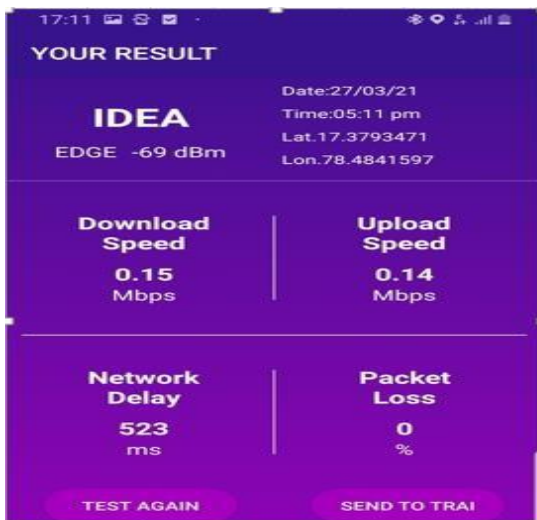 17:11
YOUR RESULT
IDEA
EDGE -69 dBm
Date:27/03/21
Time:05:11 pm
Lat.17.3793471
Lon.78.4841597
Download
Speed
0.15
Mbps
Upload
Speed
0.14
Mbps
Network
Delay
523
ms
Packet
Loss
0
%
TEST AGAIN
SEND TO TRAI